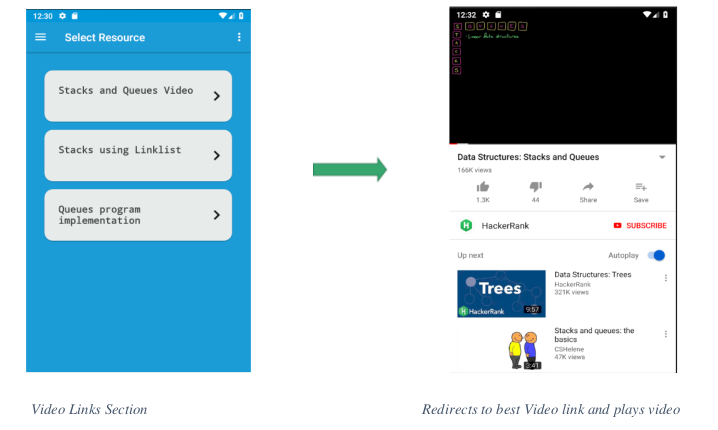 12:30
Select Resource
Stacks and Queues Video
Stacks using Linklist
Queues program
implementation
Video Links Section
12:32
S Q U E U E S
T
A
C
K
S
- Linear data structures
Data Structures: Stacks and Queues
166K views
1.3K 44 Share Save
H HackerRank SUBSCRIBE
Up next Autoplay
Trees
H HackerRank 9:57
Data Structures: Trees
HackerRank
321K views
3:41
Stacks and queues: the
basics
CSHelene
47K views
Redirects to best Video link and plays video